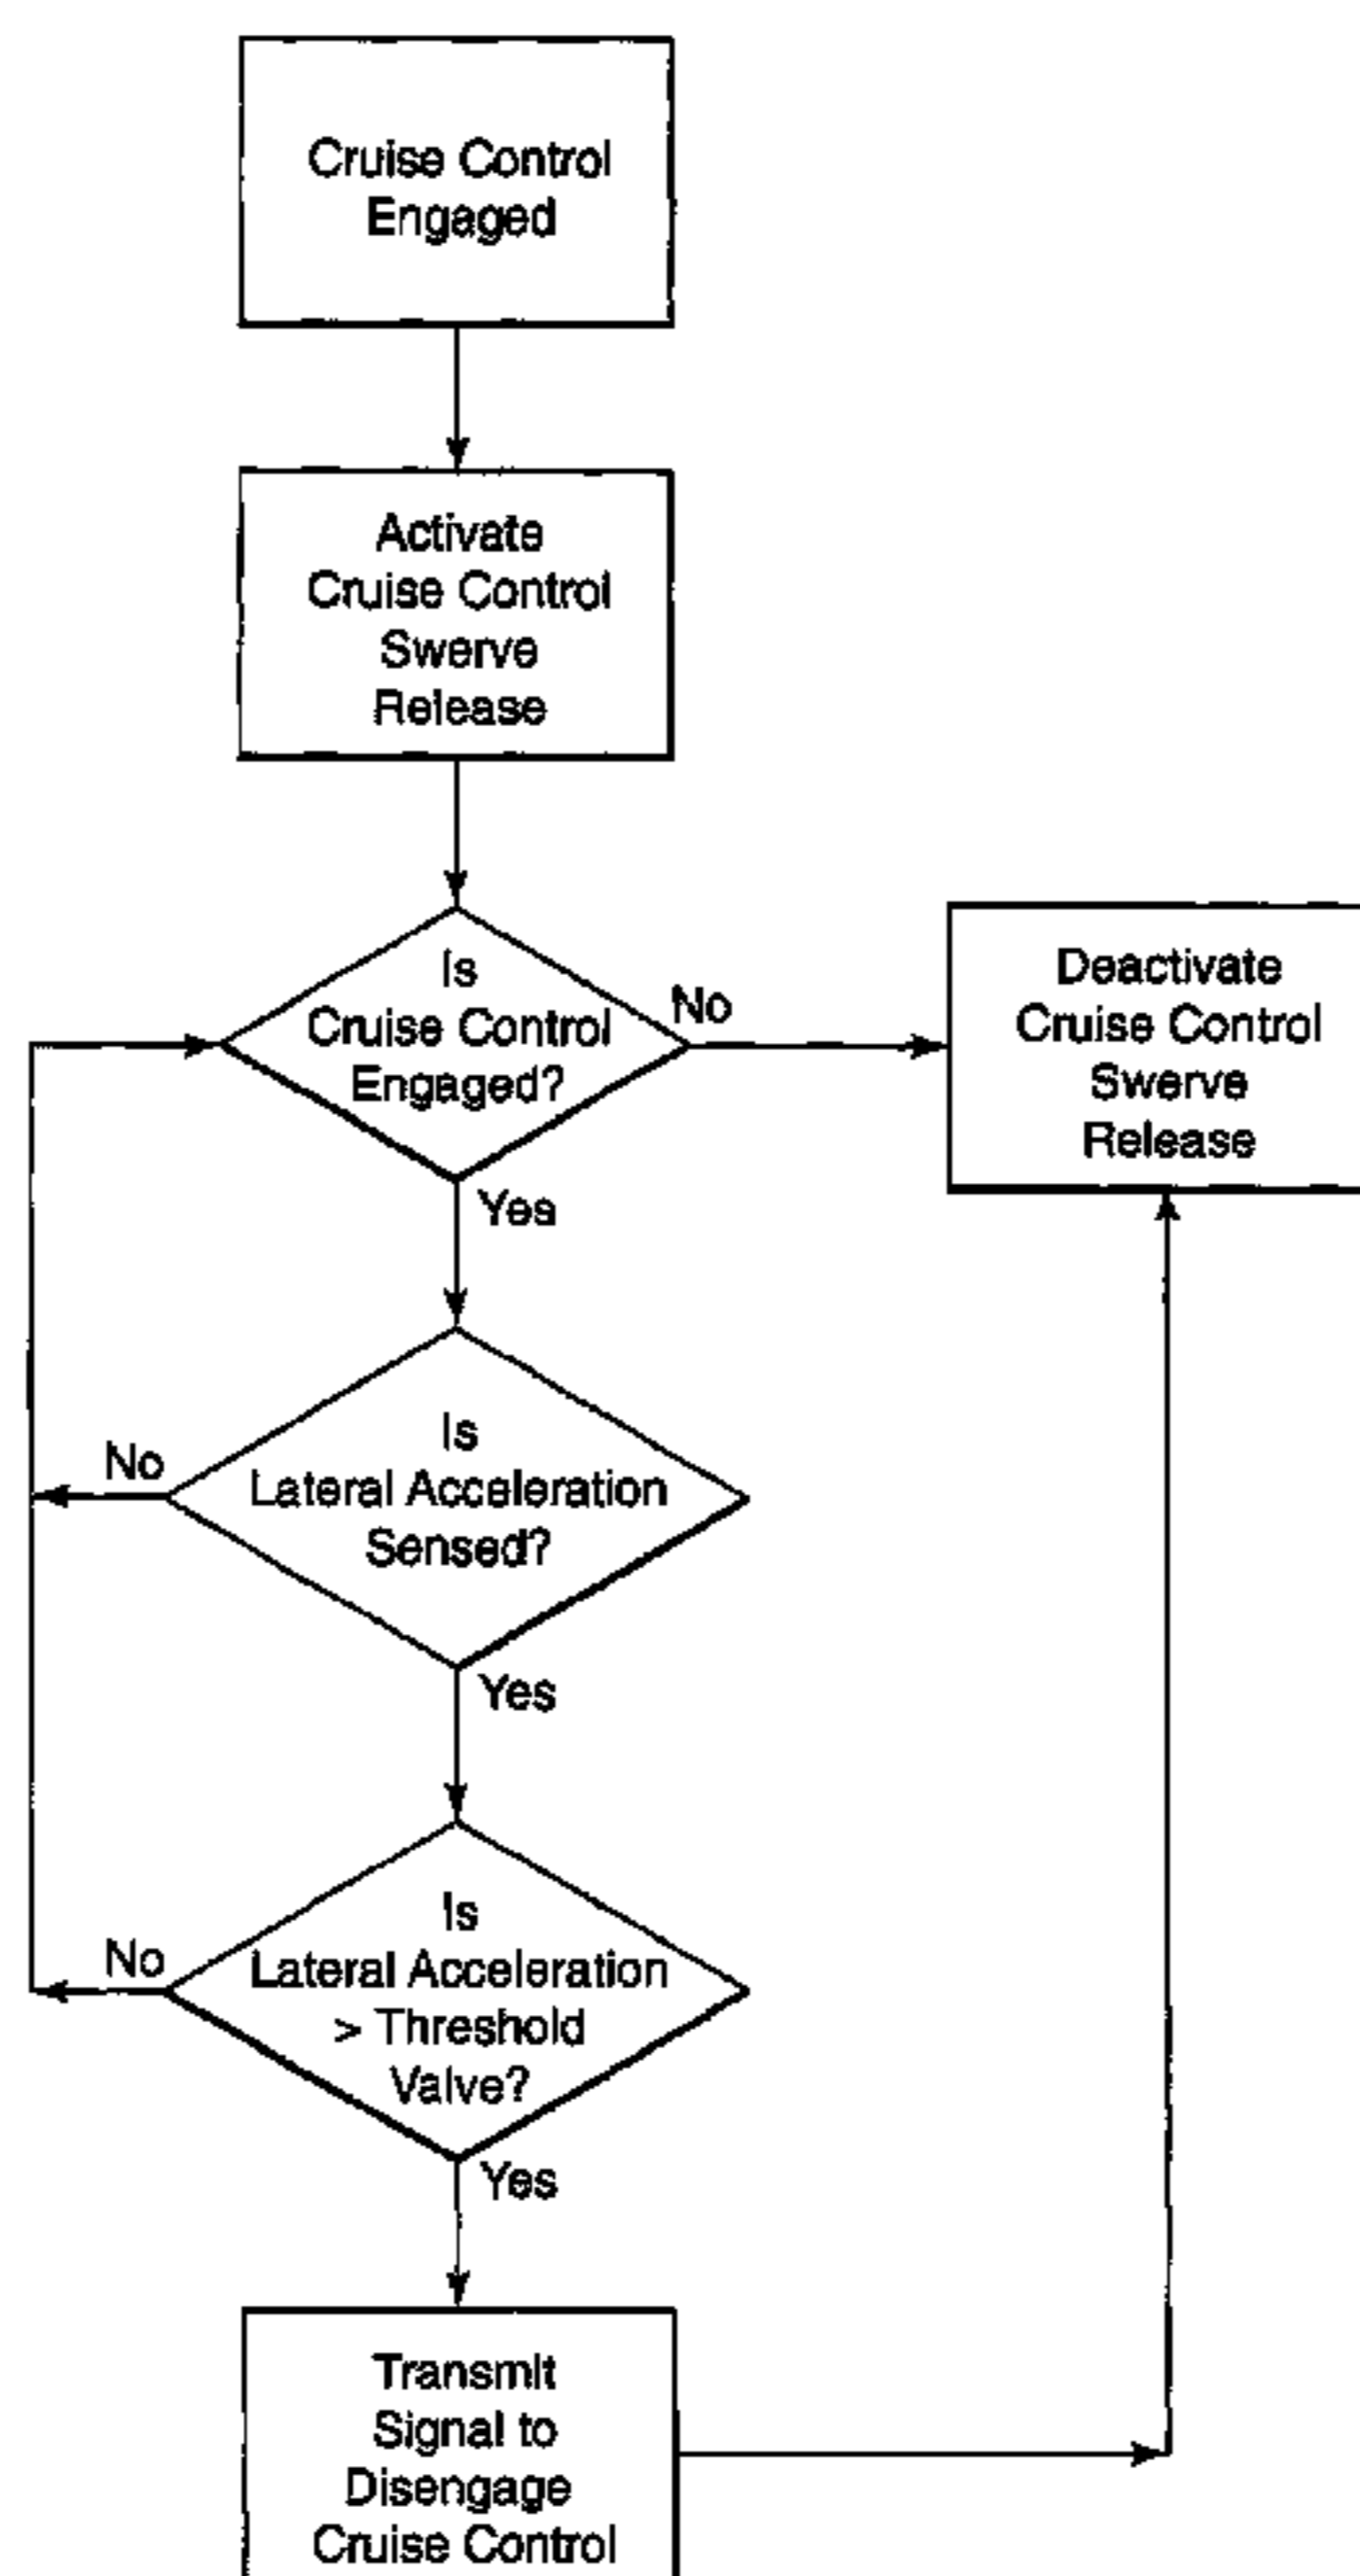 Cruise Control
Engaged
Activate
Cruise Control
Swerve
Release
Is
Cruise Control
Engaged?
No
Deactivate
Cruise Control
Swerve
Release
Yes
Is
Lateral Acceleration
Sensed?
No
Yes
Is
Lateral Acceleration
> Threshold
Valve?
No
Yes
Transmit
Signal to
Disengage
Cruise Control